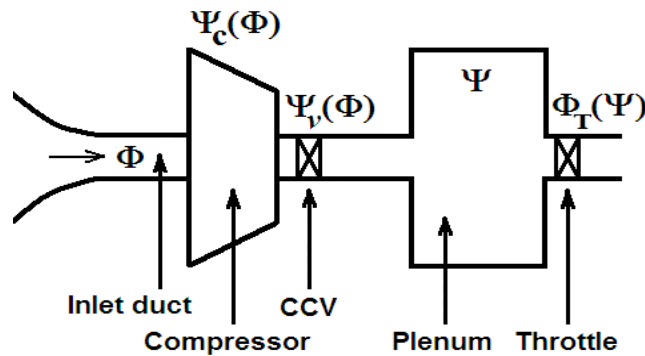 Ψc(Φ)
Ψv(Φ)
Ψ
ΦT(Ψ)
Φ
Inlet duct
CCV
Compressor
Plenum
Throttle